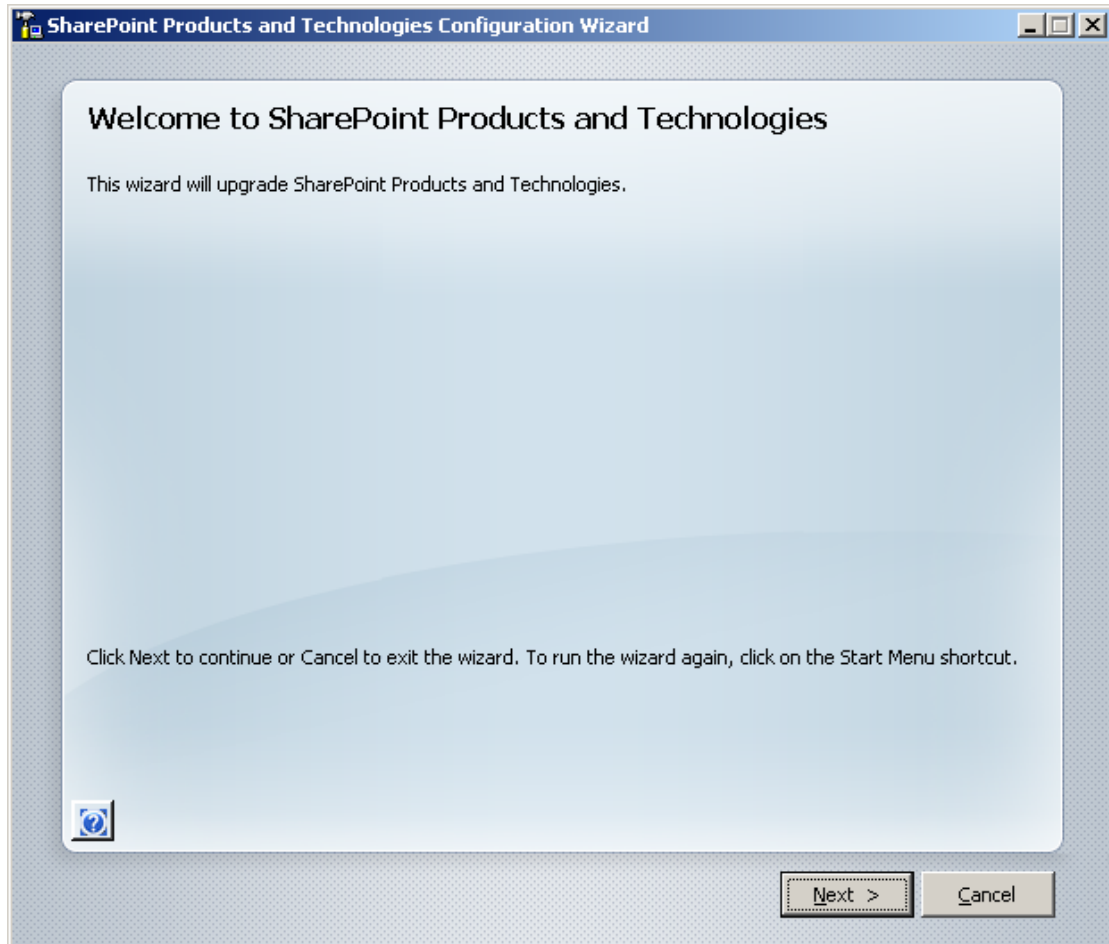 SharePoint Products and Technologies Configuration Wizard
Welcome to SharePoint Products and Technologies
This wizard will upgrade SharePoint Products and Technologies.
Click Next to continue or Cancel to exit the wizard. To run the wizard again, click on the Start Menu shortcut.
Next >
Cancel